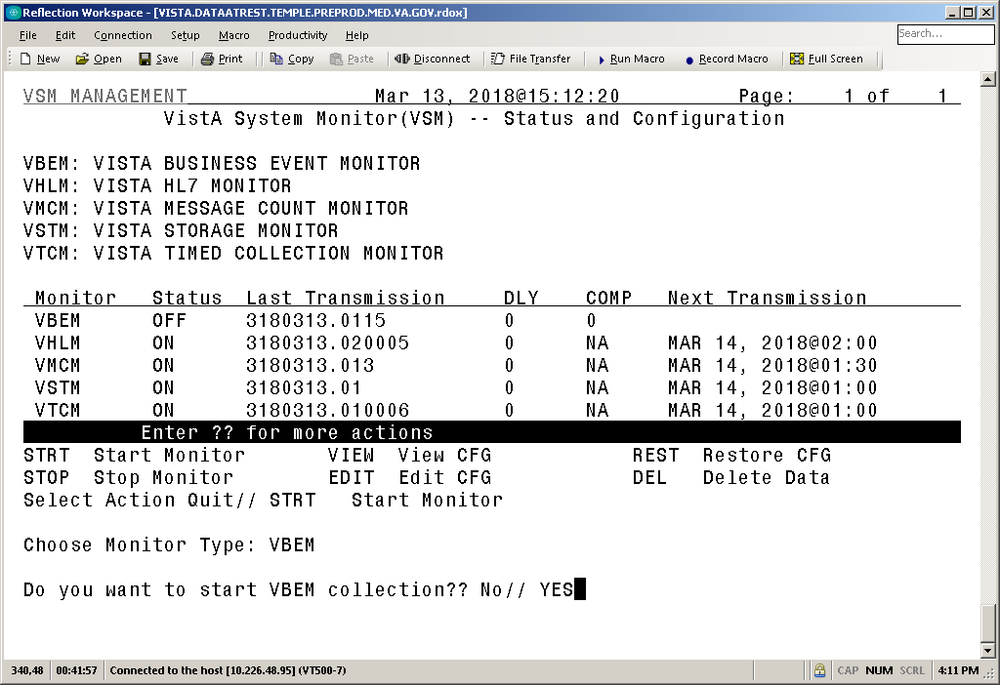 Reflection Workspace - [VISTA.DATAATREST.TEMPLE.PREPROD.MED.VA.GOV.rdox]
File Edit Connection Setup Macro Productivity Help
Search...
New Open Save Print Copy Paste Disconnect File Transfer Run Macro Record Macro Full Screen
VSM MANAGEMENT Mar 13, 2018@15:12:20 Page: 1 of 1
VistA System Monitor(VSM) -- Status and Configuration
VBEM: VISTA BUSINESS EVENT MONITOR
VHLM: VISTA HL7 MONITOR
VMCM: VISTA MESSAGE COUNT MONITOR
VSTM: VISTA STORAGE MONITOR
VTCM: VISTA TIMED COLLECTION MONITOR
Monitor Status Last Transmission DLY COMP Next Transmission
VBEM OFF 3180313.0115 0 0
VHLM ON 3180313.020005 0 NA MAR 14, 2018@02:00
VMCM ON 3180313.013 0 NA MAR 14, 2018@01:30
VSTM ON 3180313.01 0 NA MAR 14, 2018@01:00
VTCM ON 3180313.010006 0 NA MAR 14, 2018@01:00
Enter ?? for more actions
STRT Start Monitor VIEW View CFG REST Restore CFG
STOP Stop Monitor EDIT Edit CFG DEL Delete Data
Select Action Quit// STRT Start Monitor
Choose Monitor Type: VBEM
Do you want to start VBEM collection?? No// YES
340,48 00:41:57 Connected to the host [10.226.48.95] (VT500-7) CAP NUM SCRL 4:11 PM